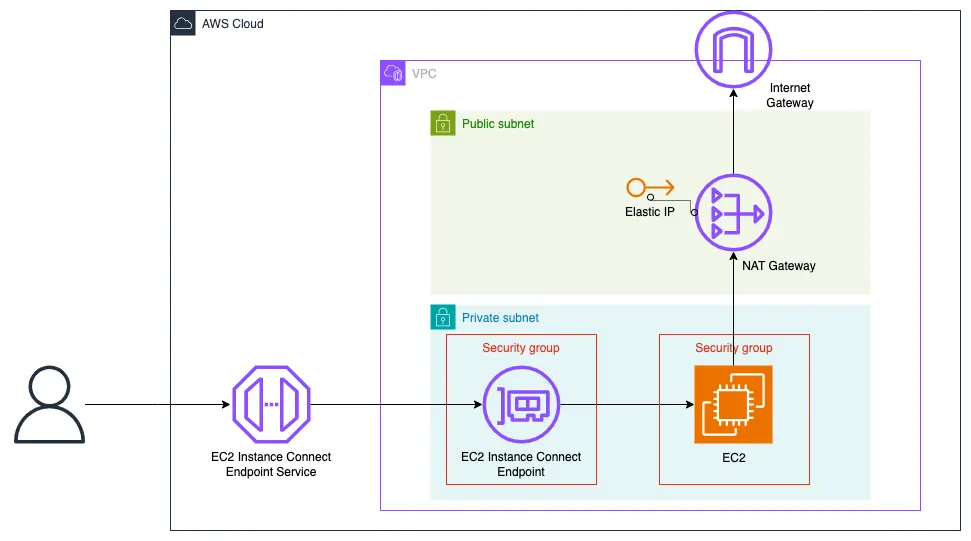 AWS Cloud
VPC
Internet
Gateway
Public subnet
Elastic IP
NAT Gateway
Private subnet
Security group
Security group
EC2 Instance Connect
Endpoint Service
EC2 Instance Connect
Endpoint
EC2